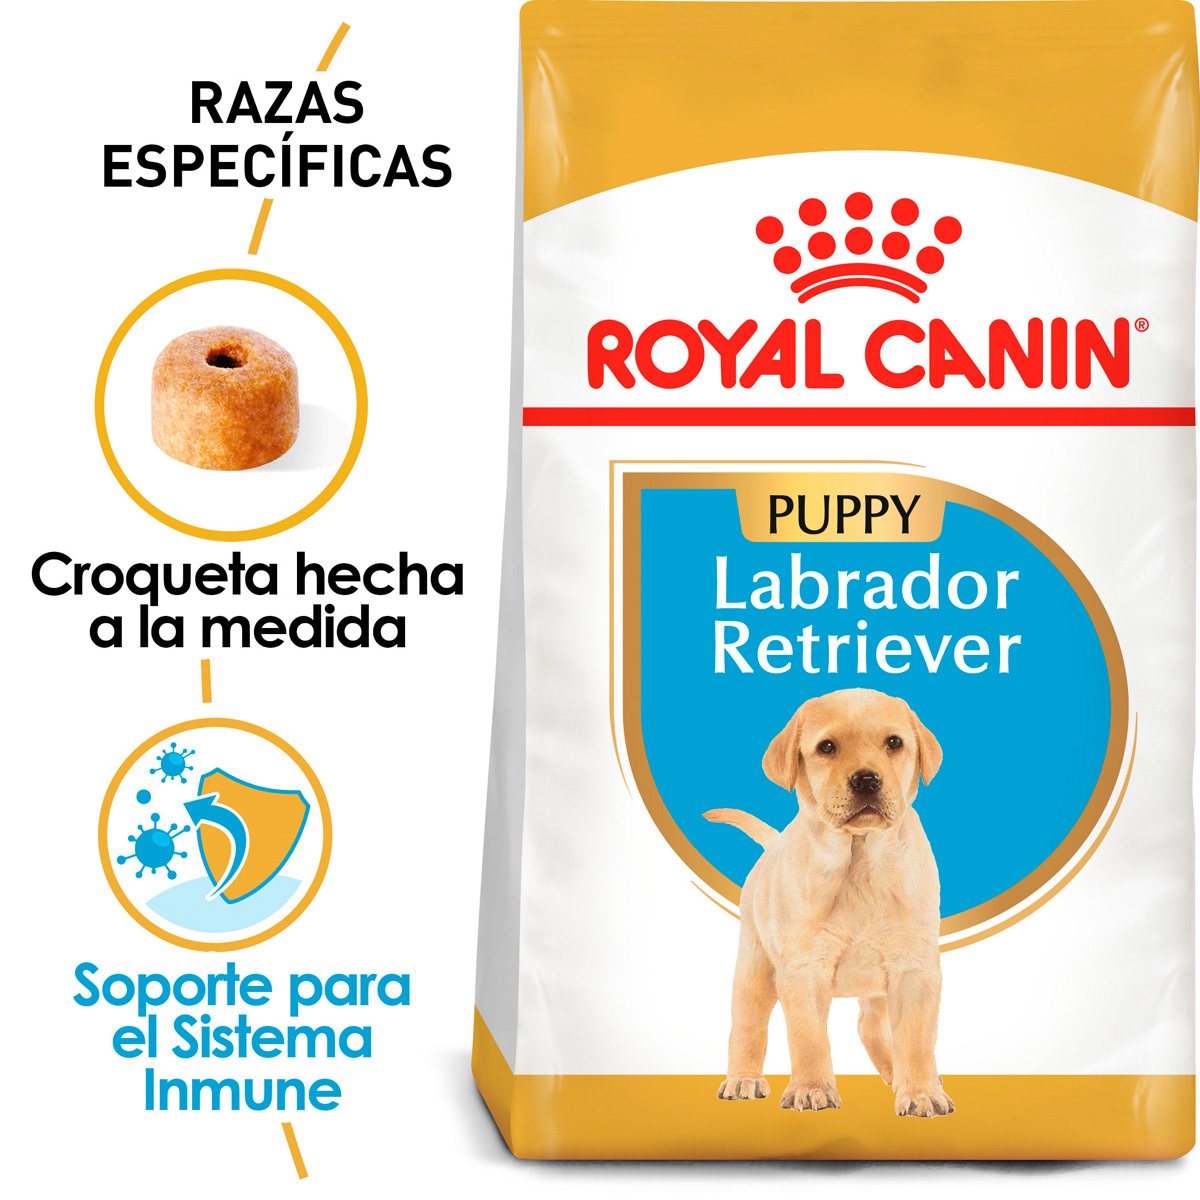 RAZAS
ESPECÍFICAS
Croqueta hecha
a la medida
Soporte para
el Sistema
Inmune
ROYAL CANIN®
PUPPY
Labrador
Retriever